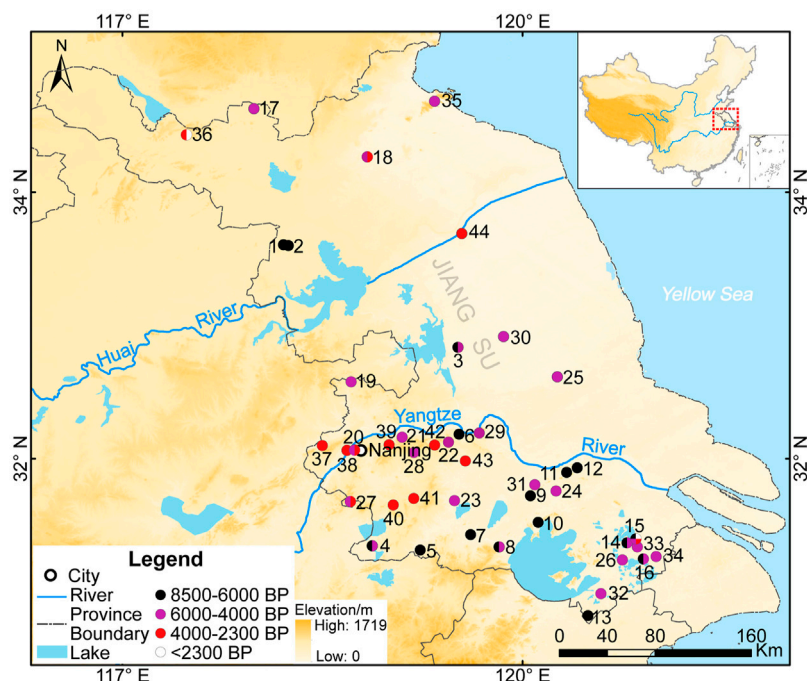 117° E
120° E
N
17
35
36
18
34° N
34° N
1
2
44
JIANG SU
Yellow Sea
Huai River
30
3
25
19
Yangtze River
39
21
42
6
29
20
37
Nanjing
38
28
22
43
11
12
32° N
32° N
31
24
9
27
41
23
40
10
15
7
14
33
4
5
8
34
26
16
32
13
Legend
City
River
Province Boundary
Lake
8500-6000 BP
6000-4000 BP
4000-2300 BP
<2300 BP
Elevation/m
High: 1719
Low: 0
0 40 80 160
Km
117° E
120° E